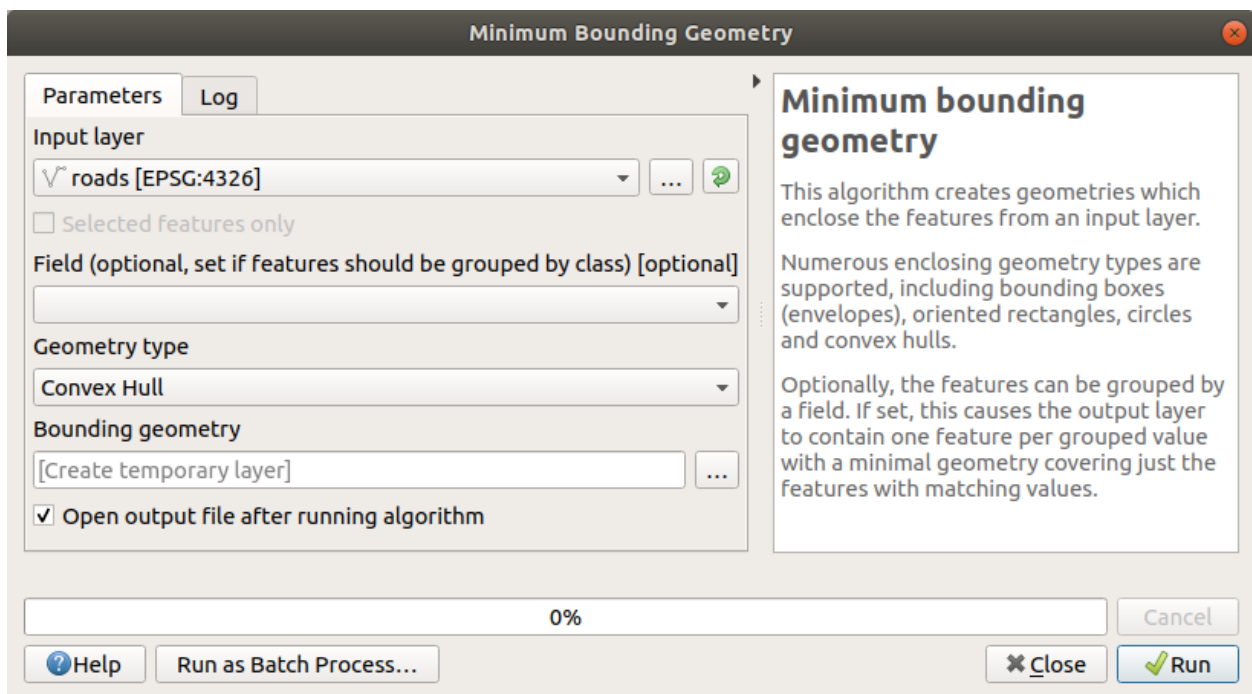 Minimum Bounding Geometry
Parameters
Log
Input layer
roads [EPSG:4326]
...
Selected features only
Field (optional, set if features should be grouped by class) [optional]
Geometry type
Convex Hull
Bounding geometry
[Create temporary layer]
...
Open output file after running algorithm
Minimum bounding
geometry
This algorithm creates geometries which
enclose the features from an input layer.
Numerous enclosing geometry types are
supported, including bounding boxes
(envelopes), oriented rectangles, circles
and convex hulls.
Optionally, the features can be grouped by
a field. If set, this causes the output layer
to contain one feature per grouped value
with a minimal geometry covering just the
features with matching values.
0%
Cancel
Help
Run as Batch Process...
Close
Run